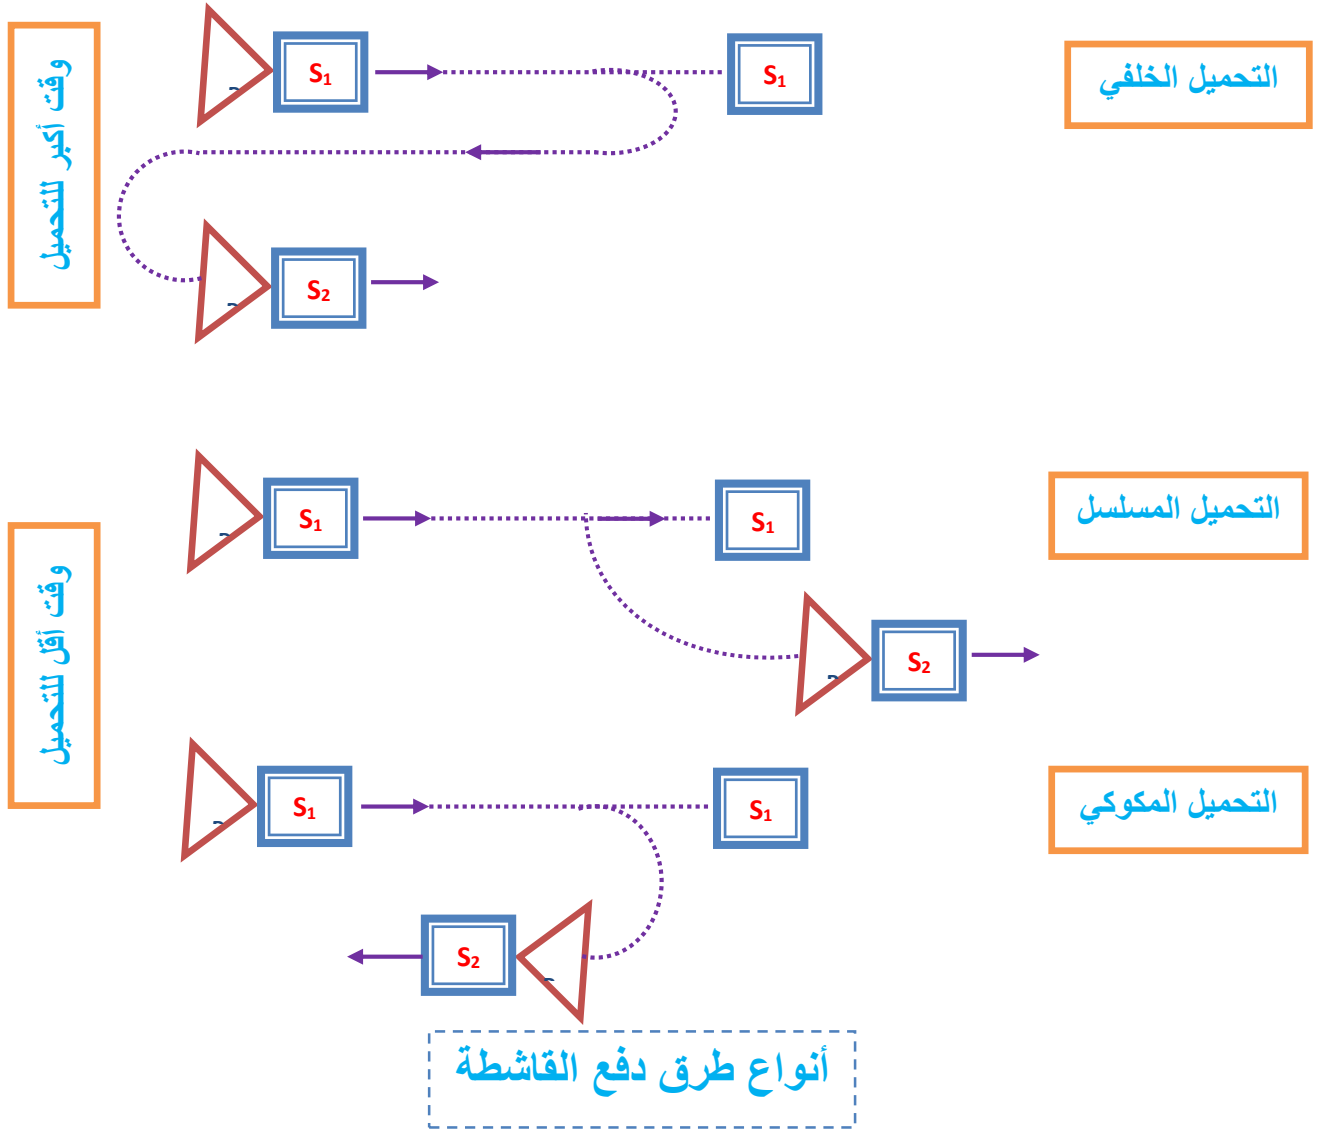 التحميل الخلفي
S₁
S₁
وقت أكبر للتحميل
S₂
التحميل المسلسل
S₁
S₁
وقت أقل للتحميل
S₂
التحميل المكوكي
S₁
S₁
S₂
أنواع طرق دفع القاشطة